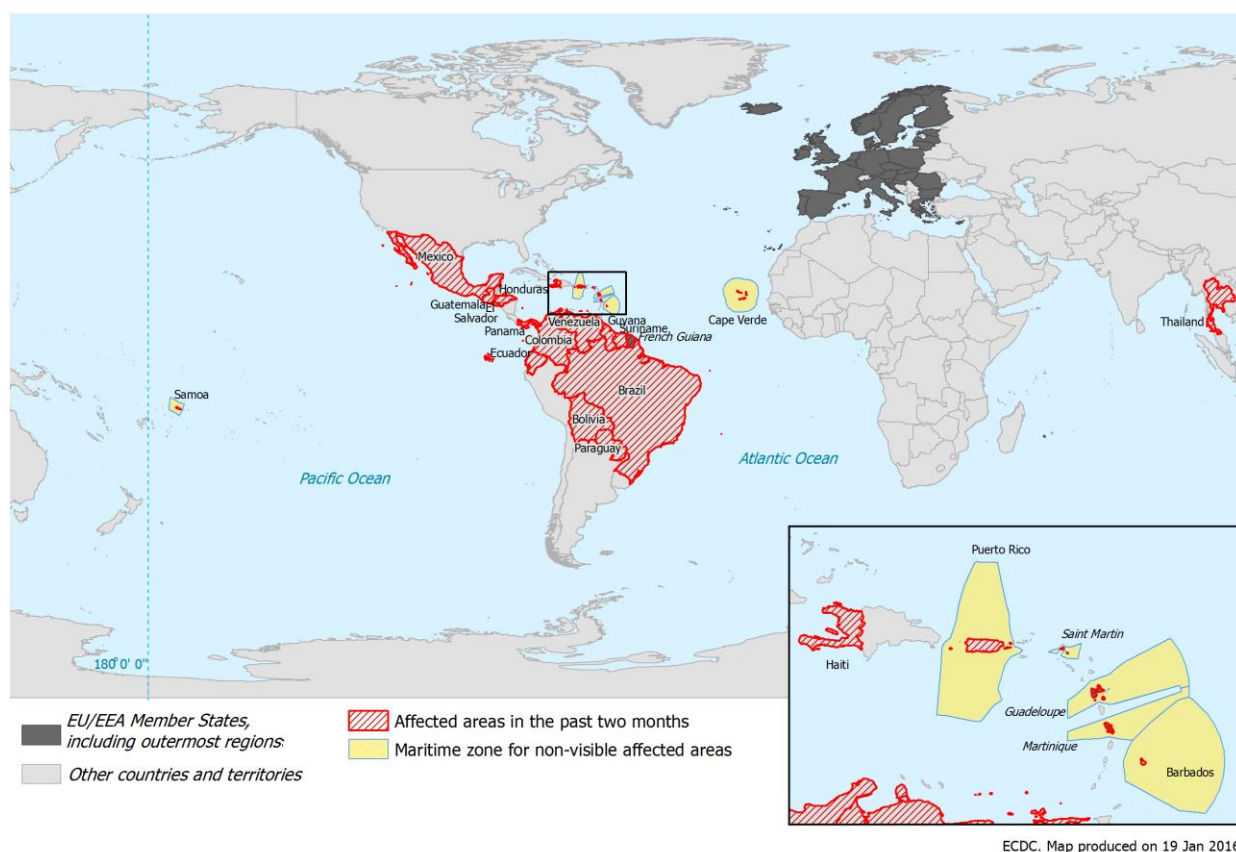 Mexico
Honduras
Guatemala
El
Salvador
Panama
Venezuela
Guyana
Suriname,
French Guiana
Colombia
Ecuador
Brazil
Bolivia
Paraguay
Cape Verde
Thailand
Samoa
Pacific Ocean
Atlantic Ocean
180° 0' 0"
Puerto Rico
Saint Martin
Haiti
Guadeloupe
Martinique
Barbados
EU/EEA Member States,
including outermost regions:
Other countries and territories
Affected areas in the past two months
Maritime zone for non-visible affected areas
ECDC. Map produced on 19 Jan 2016